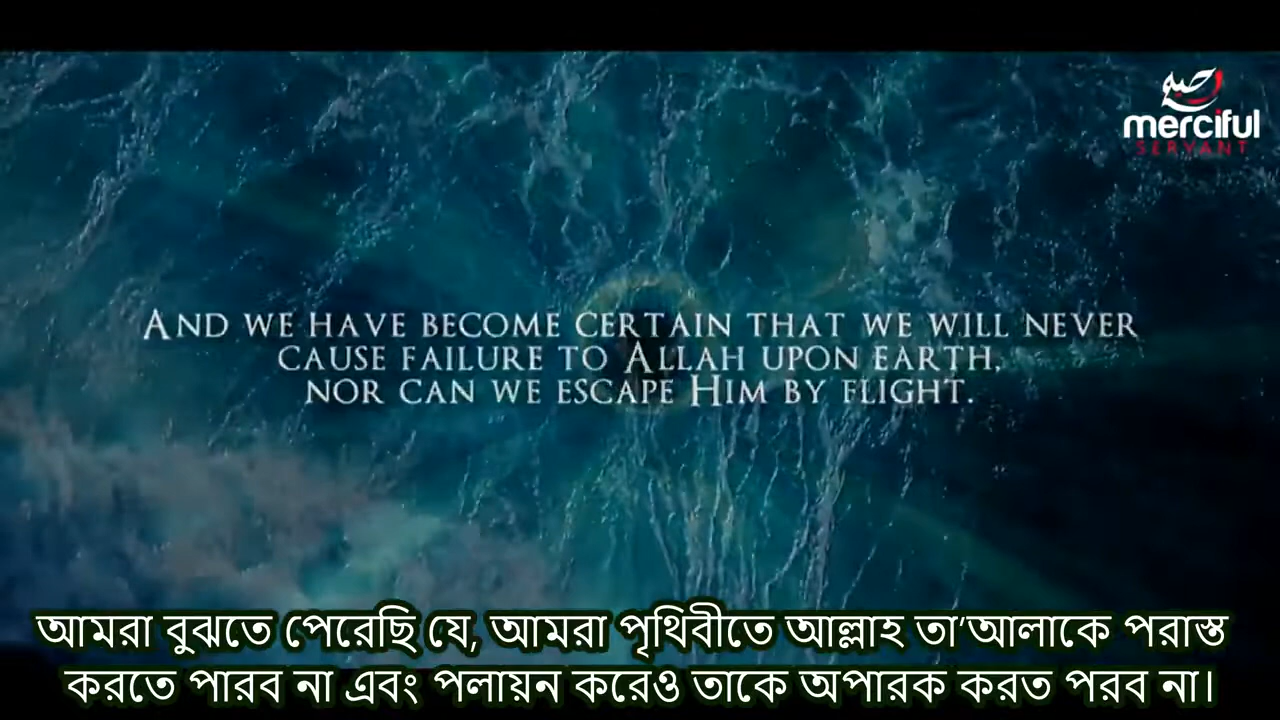 merciful
SERVANT
AND WE HAVE BECOME CERTAIN THAT WE WILL NEVER
CAUSE FAILURE TO ALLAH UPON EARTH,
NOR CAN WE ESCAPE HIM BY FLIGHT.
আমরা বুঝতে পেরেছি যে, আমরা পৃথিবীতে আল্লাহ তা'আলাকে পরাস্ত
করতে পারব না এবং পলায়ন করেও তাকে অপারক করত পরব না।